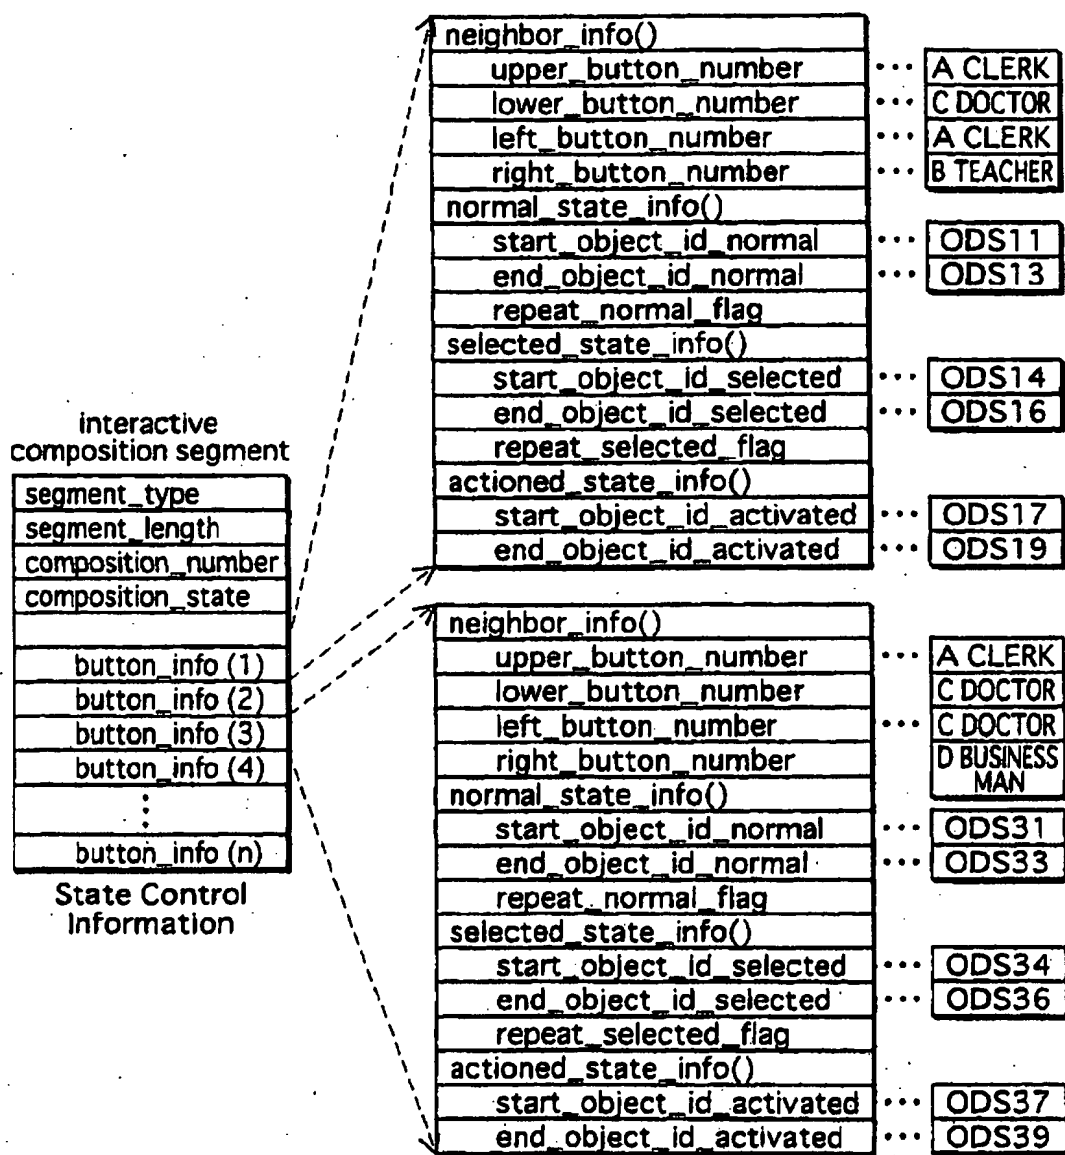 neighbor_info()
upper_button_number ••• A CLERK
lower_button_number ••• C DOCTOR
left_button_number ••• A CLERK
right_button_number ••• B TEACHER
normal_state_info()
start_object_id_normal ••• ODS11
end_object_id_normal ••• ODS13
repeat_normal_flag
selected_state_info()
start_object_id_selected ••• ODS14
end_object_id_selected ••• ODS16
repeat_selected_flag
actioned_state_info()
start_object_id_activated ••• ODS17
end_object_id_activated ••• ODS19
interactive
composition segment
segment_type
segment_length
composition_number
composition_state
button_info (1)
button_info (2)
button_info (3)
button_info (4)
button_info (n)
State Control
Information
neighbor_info()
upper_button_number ••• A CLERK
lower_button_number C DOCTOR
left_button_number ••• C DOCTOR
right_button_number D BUSINESS
MAN
normal_state_info()
start_object_id_normal ••• ODS31
end_object_id_normal ••• ODS33
repeat_normal_flag
selected_state_info()
start_object_id_selected ••• ODS34
end_object_id_selected ••• ODS36
repeat_selected_flag
actioned_state_info()
start_object_id_activated ••• ODS37
end_object_id_activated ••• ODS39